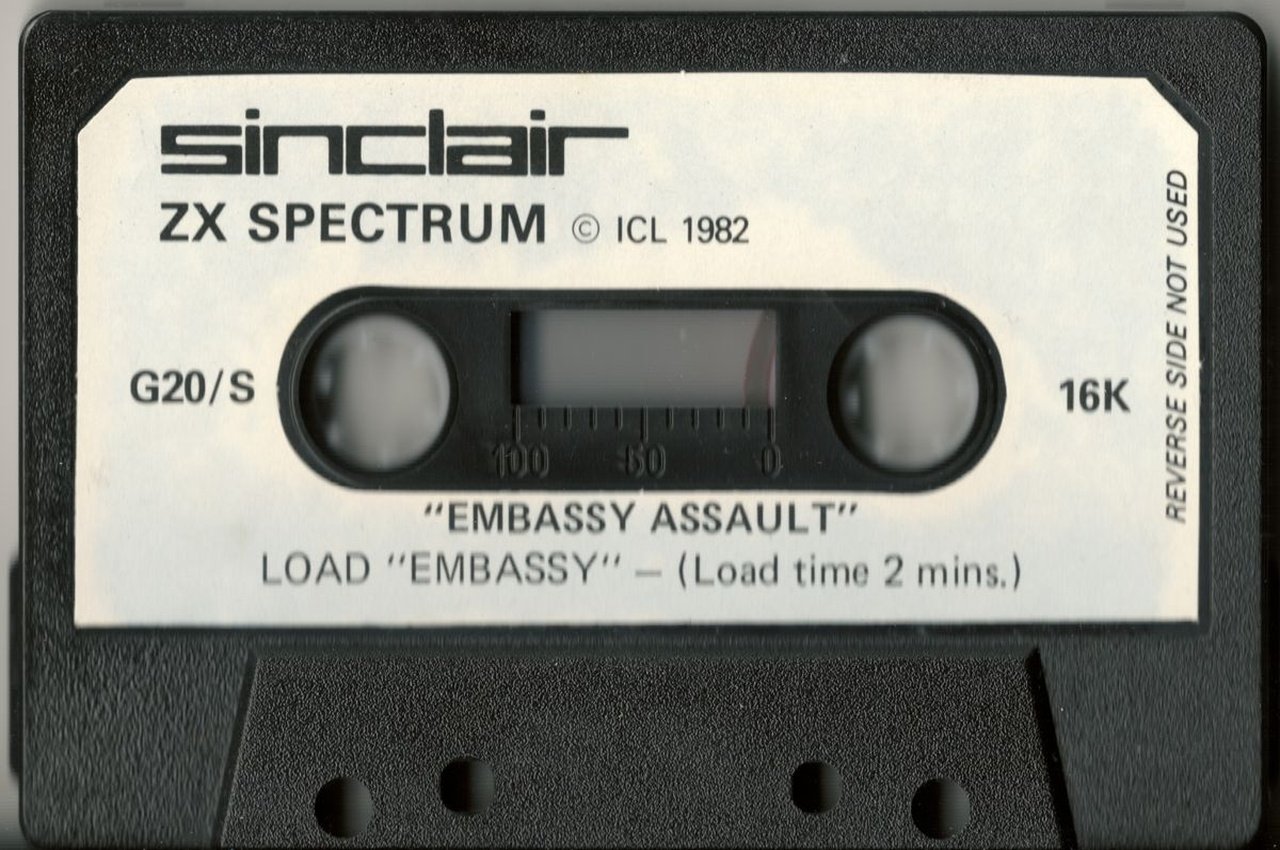 sinclair
ZX SPECTRUM © ICL 1982
G20/S
16K
REVERSE SIDE NOT USED
100 50 0
"EMBASSY ASSAULT"
LOAD "EMBASSY" — (Load time 2 mins.)